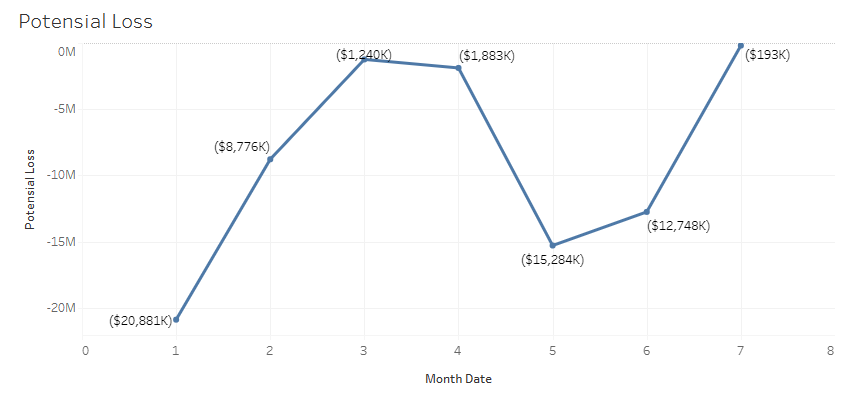 Potensial Loss
0M
-5M
-10M
-15M
-20M
Potensial Loss
($20,881K)
($8,776K)
($1,240K)
($1,883K)
($15,284K)
($12,748K)
($193K)
0 1 2 3 4 5 6 7 8
Month Date